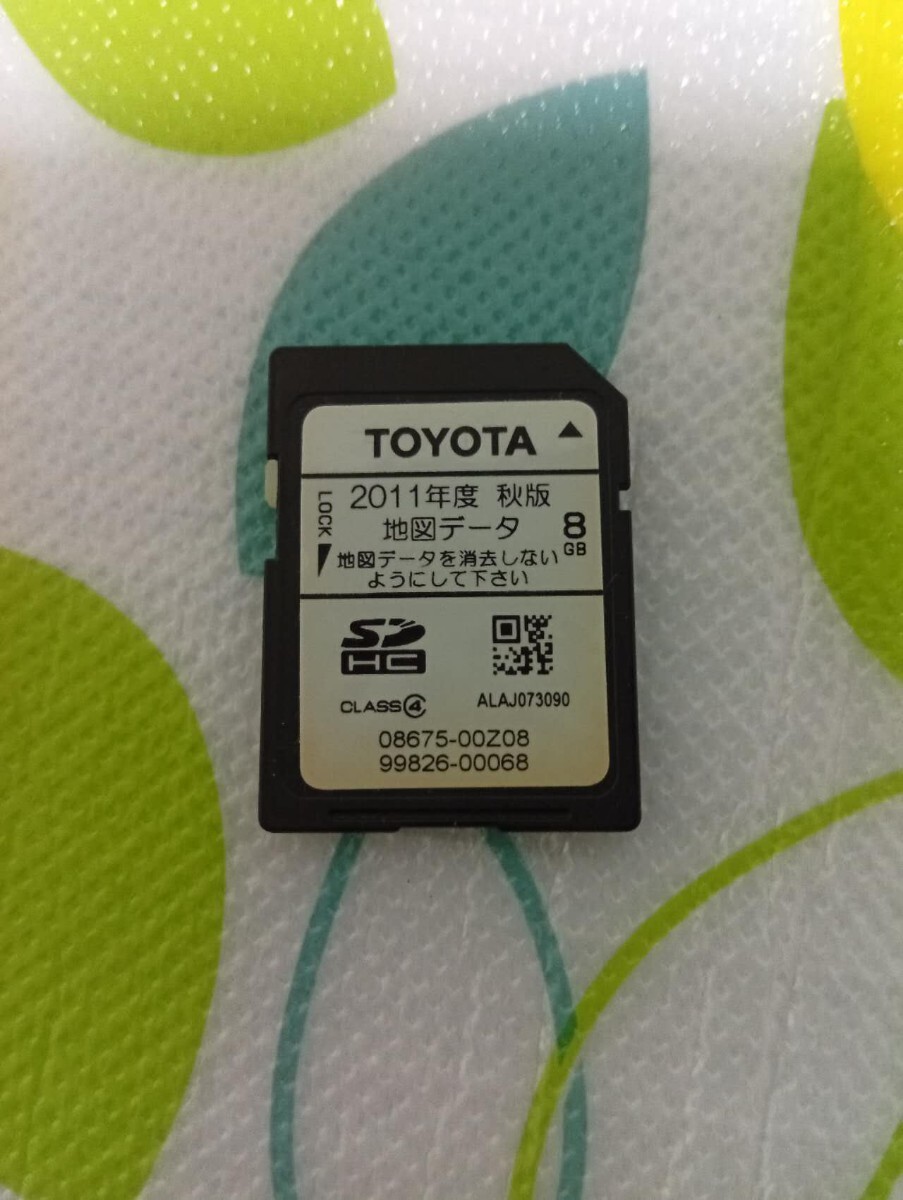 TOYOTA
2011年度 秋版
地図データ
8
GB
LOCK
地図データを消去しない
ようにして下さい
SD
HC
CLASS4
ALAJ073090
08675-00Z08
99826-00068